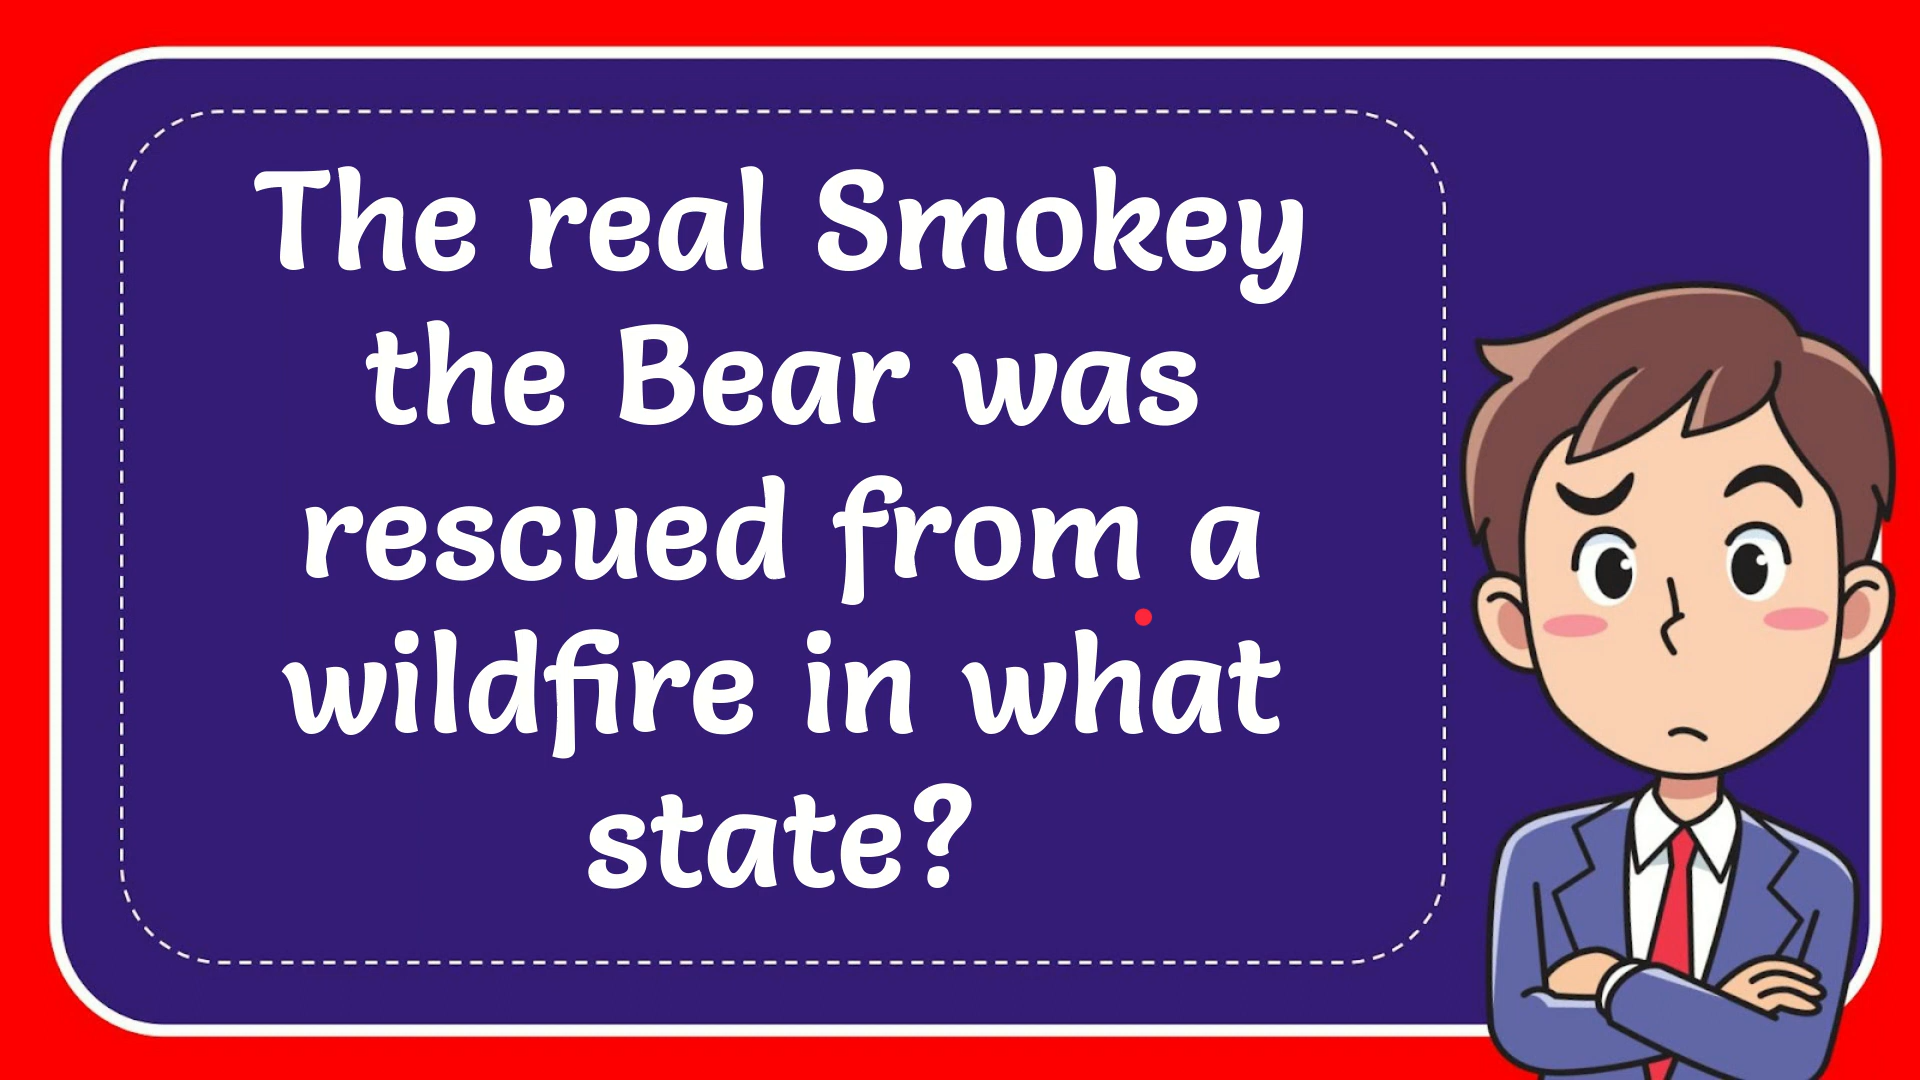 The real Smokey
the Bear was
rescued from a
wildfire in what
state?